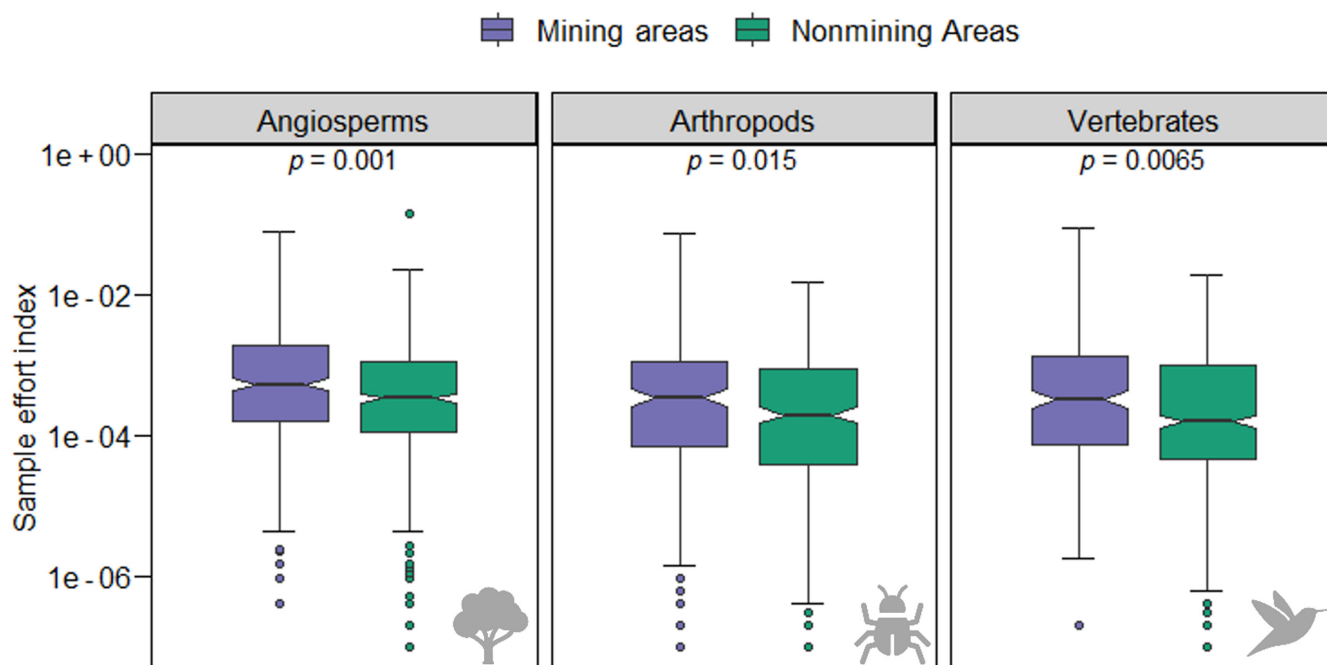 Mining areas Nonmining Areas
Angiosperms Arthropods Vertebrates
1e+00
p = 0.001 p = 0.015 p = 0.0065
Sample effort index
1e-02
1e-04
1e-06